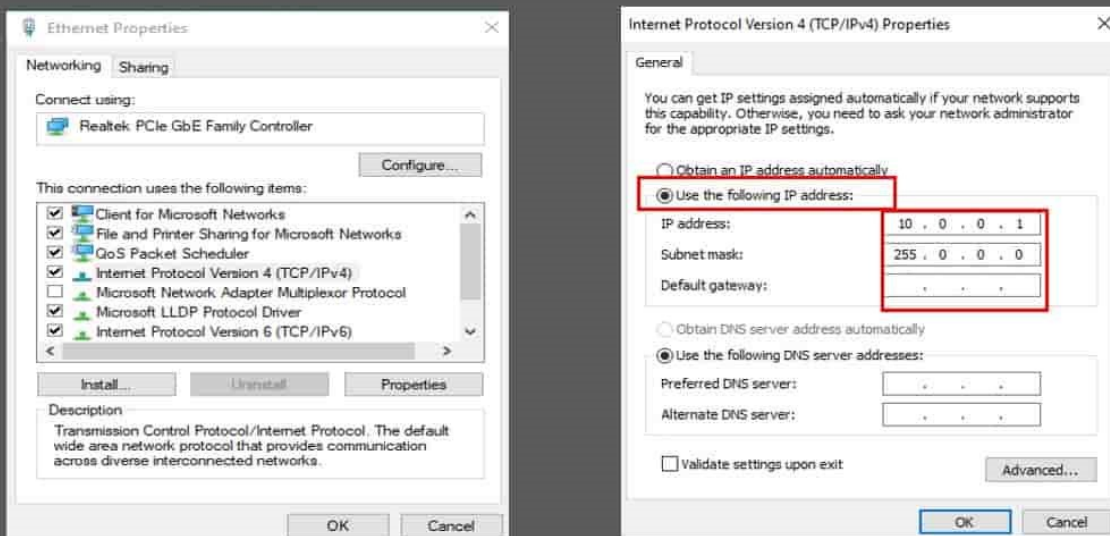 Ethernet Properties
Networking
Sharing
Connect using:
Realtek PCIe GbE Family Controller
Configure...
This connection uses the following items:
Client for Microsoft Networks
File and Printer Sharing for Microsoft Networks
QoS Packet Scheduler
Internet Protocol Version 4 (TCP/IPv4)
Microsoft Network Adapter Multiplexor Protocol
Microsoft LLDP Protocol Driver
Internet Protocol Version 6 (TCP/IPv6)
Install...
Uninstall
Properties
Description
Transmission Control Protocol/Internet Protocol. The default
wide area network protocol that provides communication
across diverse interconnected networks.
OK
Cancel
Internet Protocol Version 4 (TCP/IPv4) Properties
General
You can get IP settings assigned automatically if your network supports
this capability. Otherwise, you need to ask your network administrator
for the appropriate IP settings.
Obtain an IP address automatically
Use the following IP address:
IP address: 10 . 0 . 0 . 1
Subnet mask: 255 . 0 . 0 . 0
Default gateway: . . .
Obtain DNS server address automatically
Use the following DNS server addresses:
Preferred DNS server: . . .
Alternate DNS server: . . .
Validate settings upon exit
Advanced...
OK
Cancel